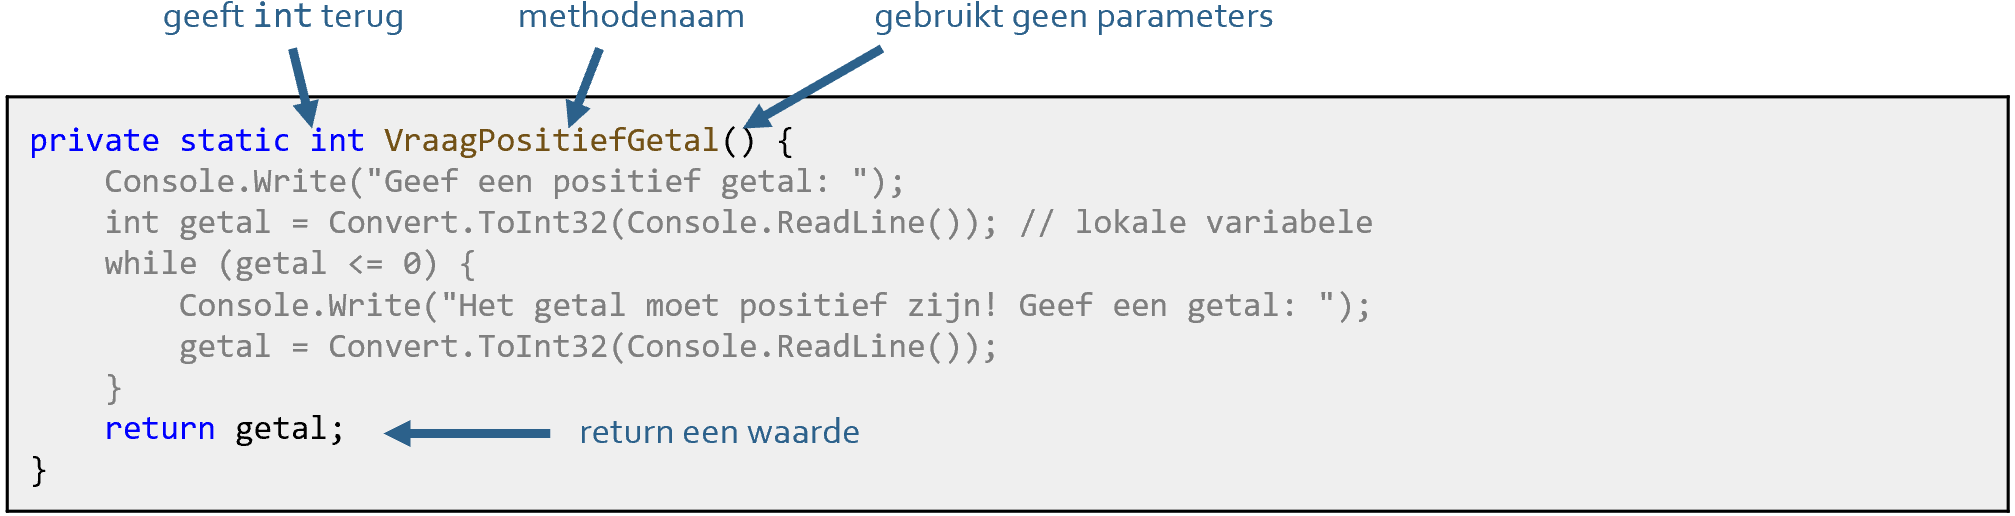 geeft int terug
methodenaam
gebruikt geen parameters
private static int VraagPositiefGetal() {
    Console.Write("Geef een positief getal: ");
    int getal = Convert.ToInt32(Console.ReadLine()); // lokale variabele
    while (getal <= 0) {
        Console.Write("Het getal moet positief zijn! Geef een getal: ");
        getal = Convert.ToInt32(Console.ReadLine());
    }
    return getal;
return een waarde
}